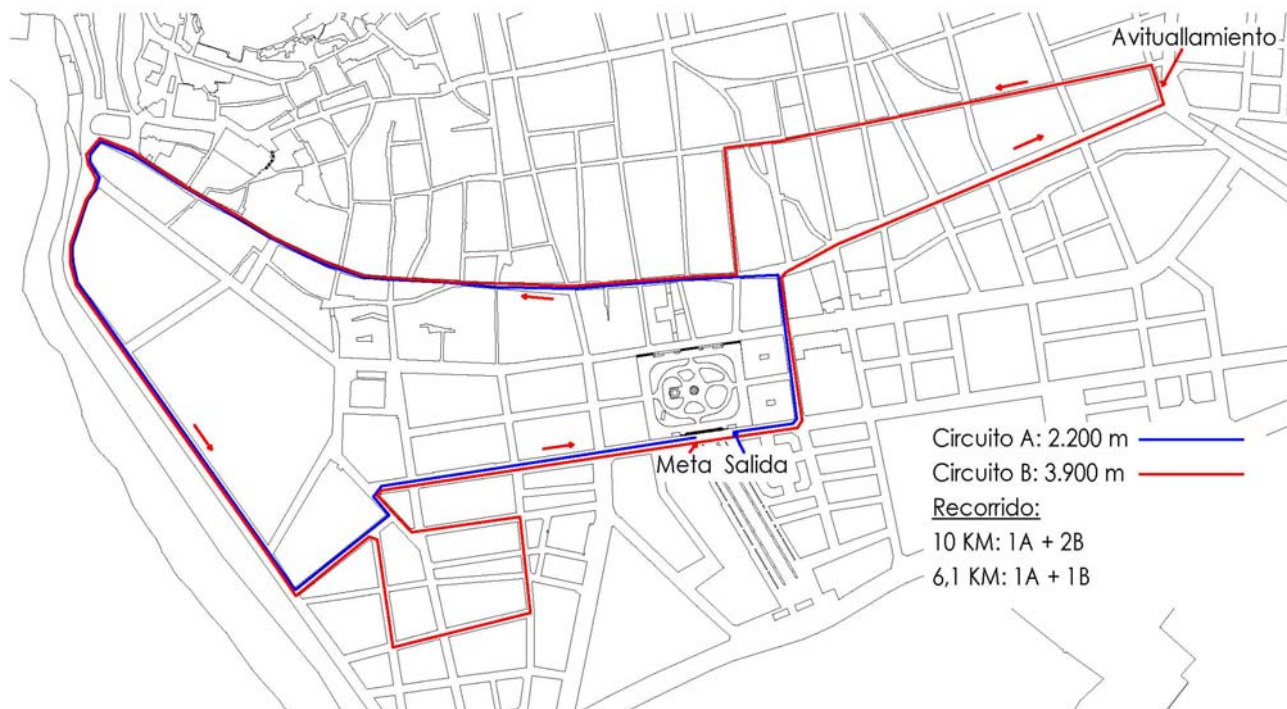 Avituallamiento
Meta Salida
Circuito A: 2.200 m
Circuito B: 3.900 m
Recorrido:
10 KM: 1A + 2B
6,1 KM: 1A + 1B